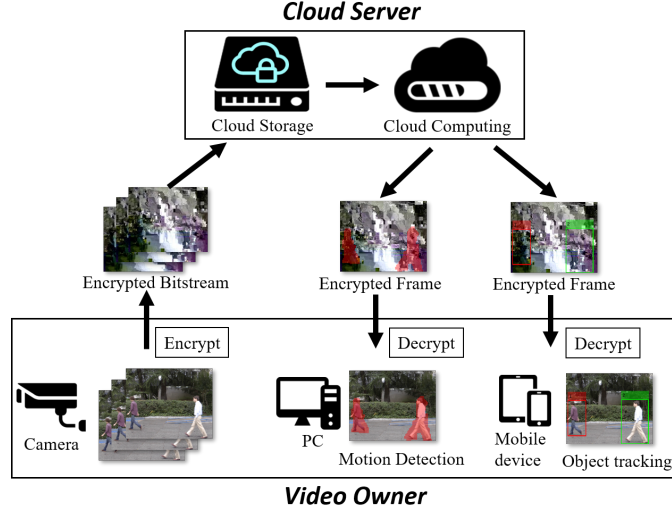 Cloud Server
Cloud Storage
Cloud Computing
Encrypted Bitstream
Encrypted Frame
Encrypted Frame
Encrypt
Decrypt
Decrypt
Camera
PC
Motion Detection
Mobile
device
Object tracking
Video Owner